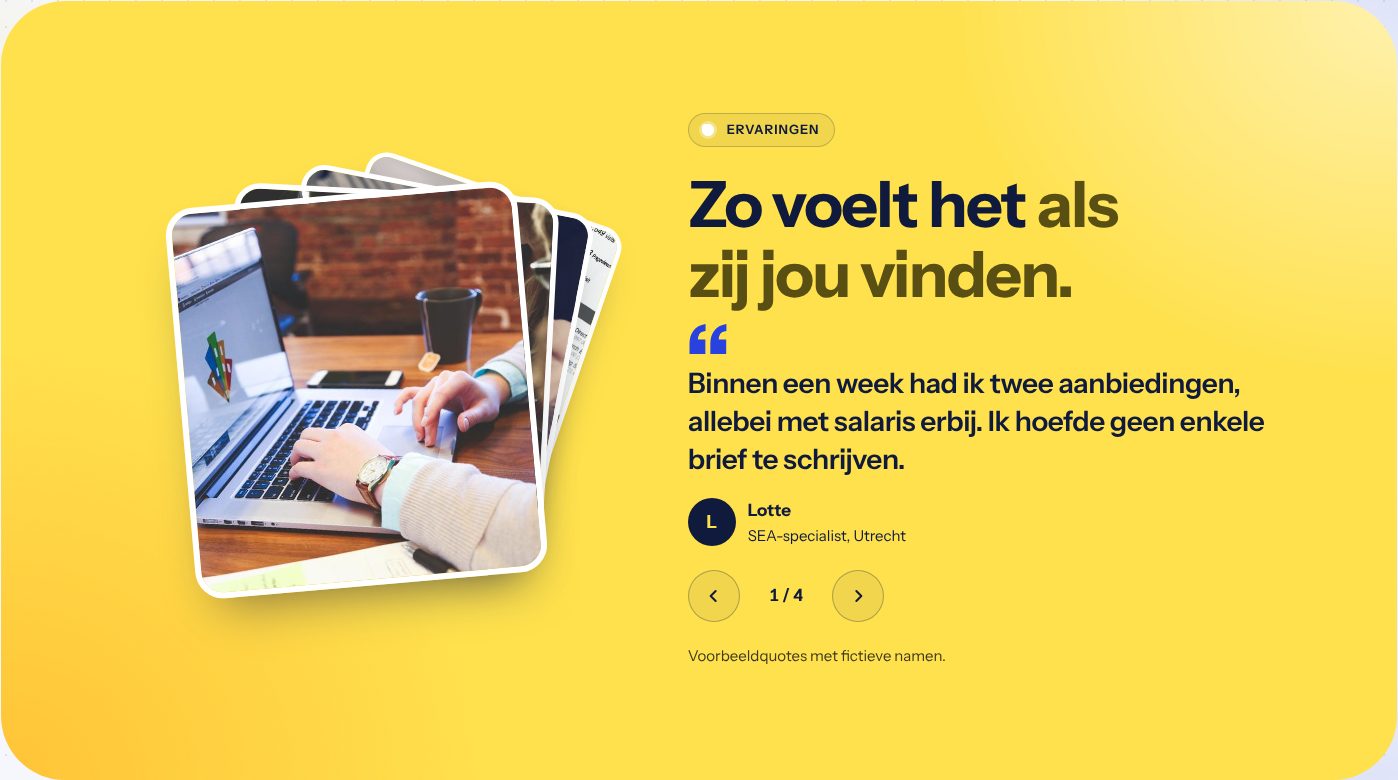 ERVARINGEN
Zo voelt het als
zij jou vinden.
“
Binnen een week had ik twee aanbiedingen,
allebei met salaris erbij. Ik hoefde geen enkele
brief te schrijven.
L
Lotte
SEA-specialist, Utrecht
1 / 4
Voorbeeldquotes met fictieve namen.